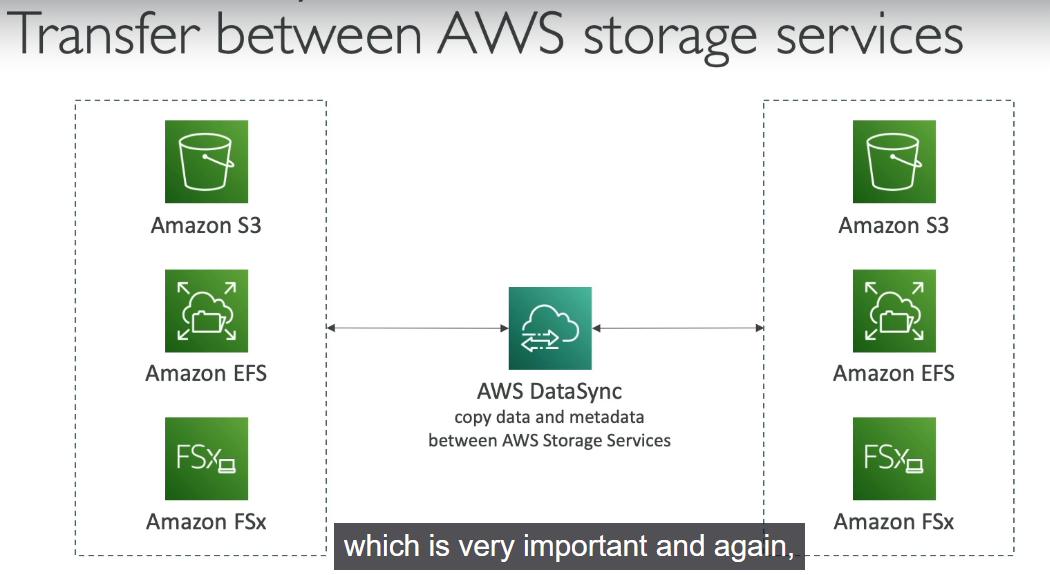 Transfer between AWS storage services
Amazon S3
Amazon EFS
FSx
Amazon FSx
AWS DataSync
copy data and metadata
between AWS Storage Services
Amazon S3
Amazon EFS
FSx
Amazon FSx
which is very important and again,